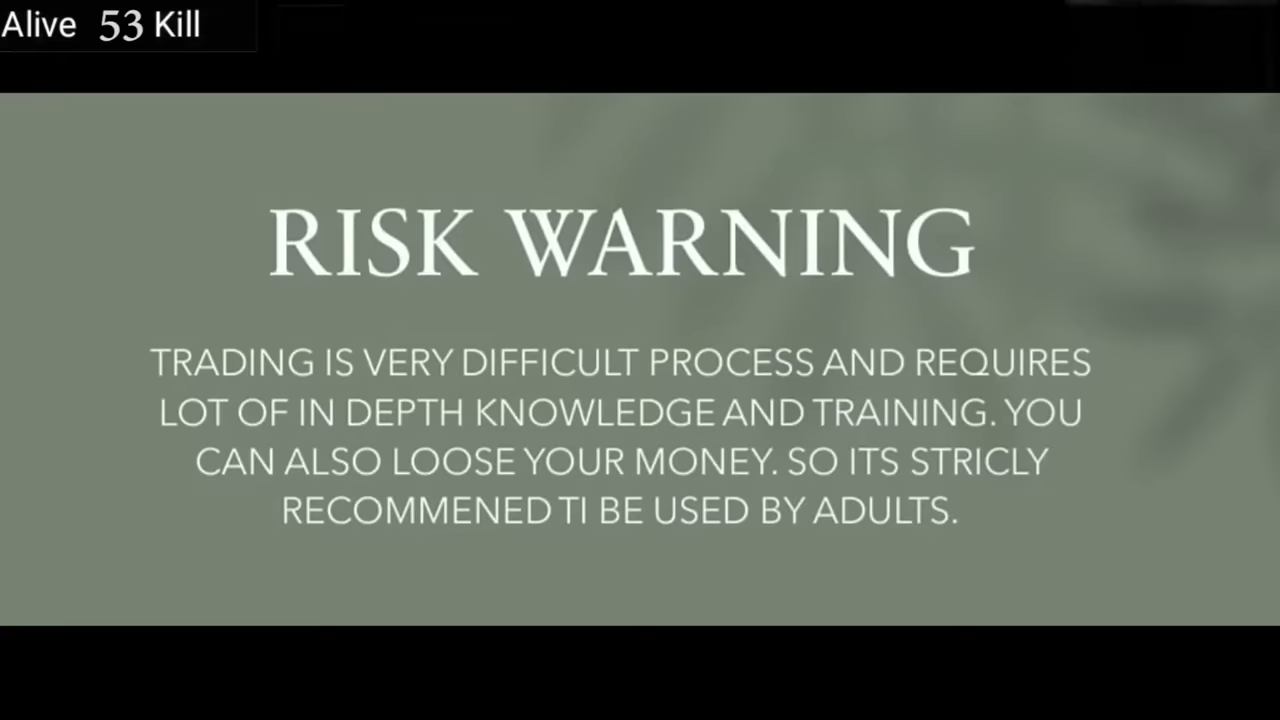 Alive 53 Kill
RISK WARNING
TRADING IS VERY DIFFICULT PROCESS AND REQUIRES
LOT OF IN DEPTH KNOWLEDGE AND TRAINING. YOU
CAN ALSO LOOSE YOUR MONEY. SO ITS STRICLY
RECOMMENED TI BE USED BY ADULTS.